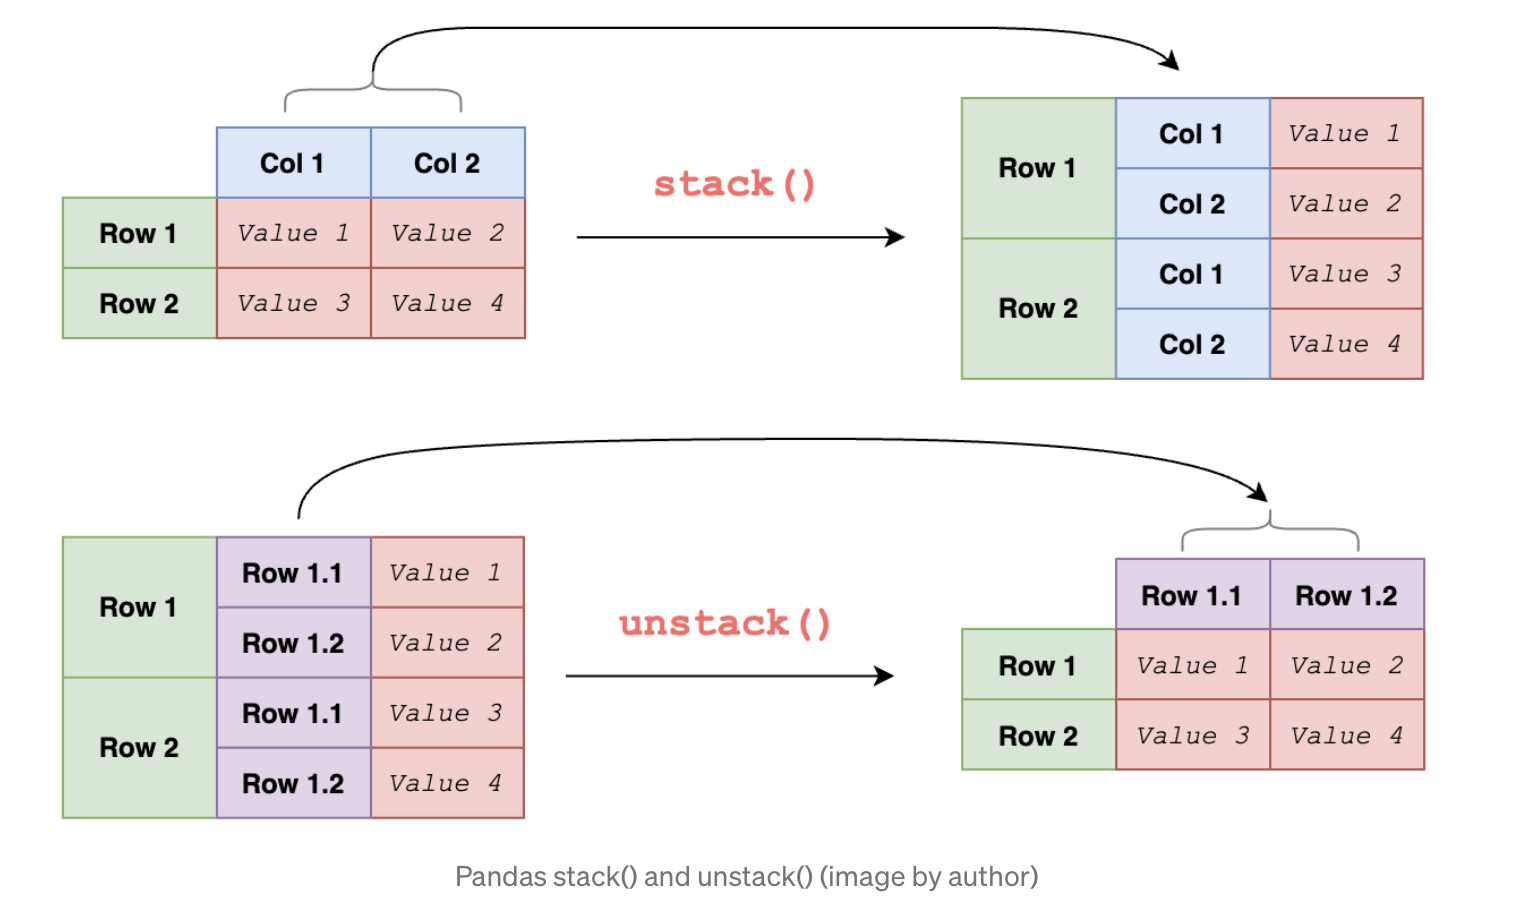 Col 1 Col 2
Row 1 Value 1 Value 2
Row 2 Value 3 Value 4
stack()
Row 1 Col 1 Value 1
Col 2 Value 2
Row 2 Col 1 Value 3
Col 2 Value 4
Row 1 Row 1.1 Value 1
Row 1.2 Value 2
Row 2 Row 1.1 Value 3
Row 1.2 Value 4
unstack()
Row 1.1 Row 1.2
Row 1 Value 1 Value 2
Row 2 Value 3 Value 4
Pandas stack() and unstack() (image by author)